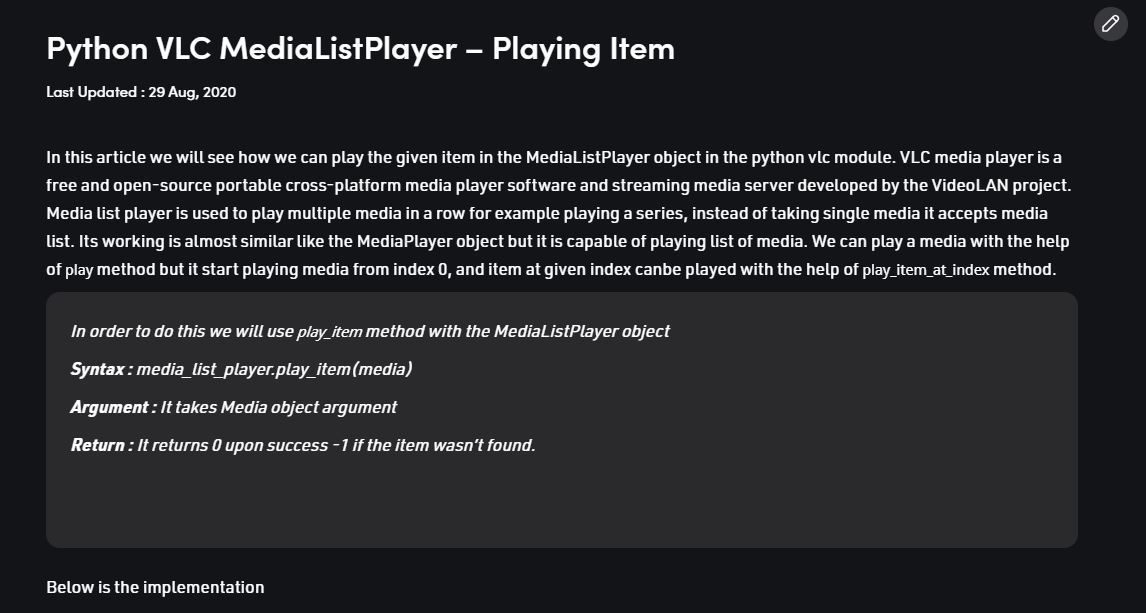 Python VLC MediaListPlayer – Playing Item
Last Updated : 29 Aug, 2020
In this article we will see how we can play the given item in the MediaListPlayer object in the python vlc module. VLC media player is a
free and open-source portable cross-platform media player software and streaming media server developed by the VideoLAN project.
Media list player is used to play multiple media in a row for example playing a series, instead of taking single media it accepts media
list. Its working is almost similar like the MediaPlayer object but it is capable of playing list of media. We can play a media with the help
of play method but it start playing media from index 0, and item at given index canbe played with the help of play_item_at_index method.
In order to do this we will use play_item method with the MediaListPlayer object
Syntax : media_list_player.play_item(media)
Argument : It takes Media object argument
Return : It returns 0 upon success -1 if the item wasn’t found.
Below is the implementation